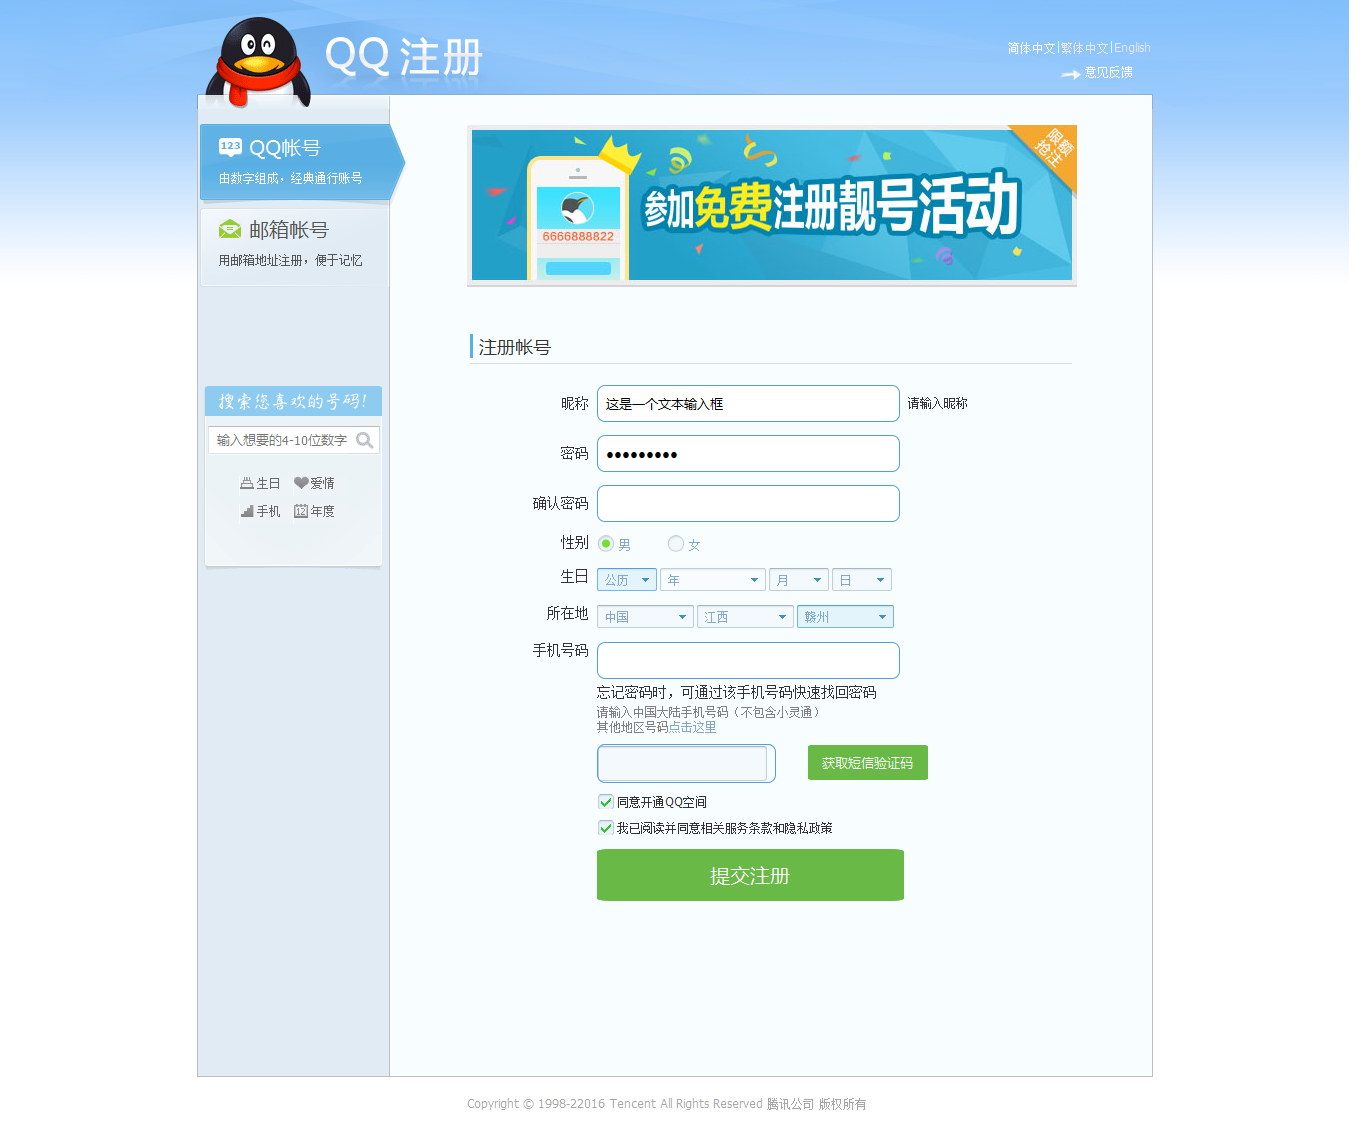 QQ 注册
简体中文|繁体中文|English
意见反馈
123 QQ帐号
由数字组成，经典通行账号
邮箱帐号
用邮箱地址注册，便于记忆
搜索您喜欢的号码!
输入想要的4-10位数字
生日 爱情
手机 12 年度
限额
抢注
参加免费注册靓号活动
6666888822
注册帐号
昵称 这是一个文本输入框 请输入昵称
密码 •••••••••
确认密码
性别 男 女
生日 公历 年 月 日
所在地 中国 江西 赣州
手机号码
忘记密码时，可通过该手机号码快速找回密码
请输入中国大陆手机号码（不包含小灵通）
其他地区号码点击这里
获取短信验证码
同意开通QQ空间
我已阅读并同意相关服务条款和隐私政策
提交注册
Copyright © 1998-22016 Tencent All Rights Reserved 腾讯公司 版权所有